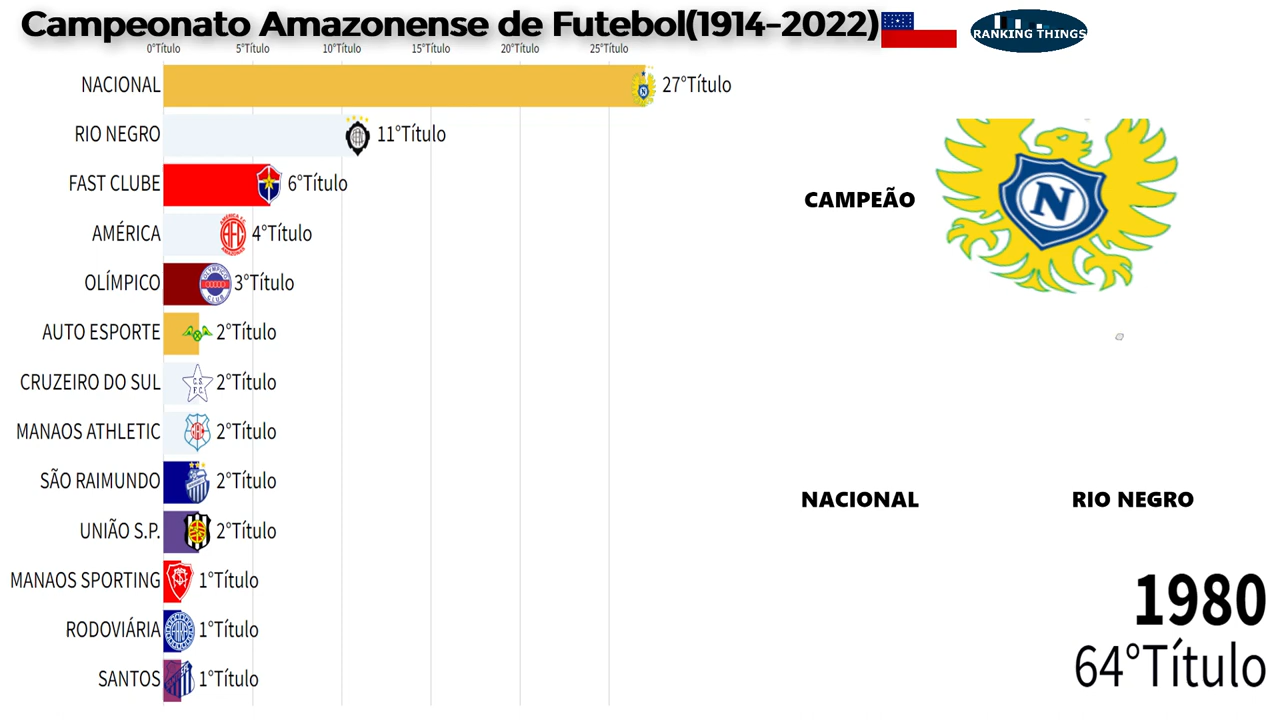 Campeonato Amazonense de Futebol(1914-2022)
RANKING THINGS
0°Título 5°Título 10°Título 15°Título 20°Título 25°Título
NACIONAL 27°Título
RIO NEGRO 11°Título
FAST CLUBE 6°Título
AMÉRICA 4°Título
OLÍMPICO 3°Título
AUTO ESPORTE 2°Título
CRUZEIRO DO SUL 2°Título
MANAOS ATHLETIC 2°Título
SÃO RAIMUNDO 2°Título
UNIÃO S.P. 2°Título
MANAOS SPORTING 1°Título
RODOVIÁRIA 1°Título
SANTOS 1°Título
CAMPEÃO
N
NACIONAL RIO NEGRO
1980
64°Título